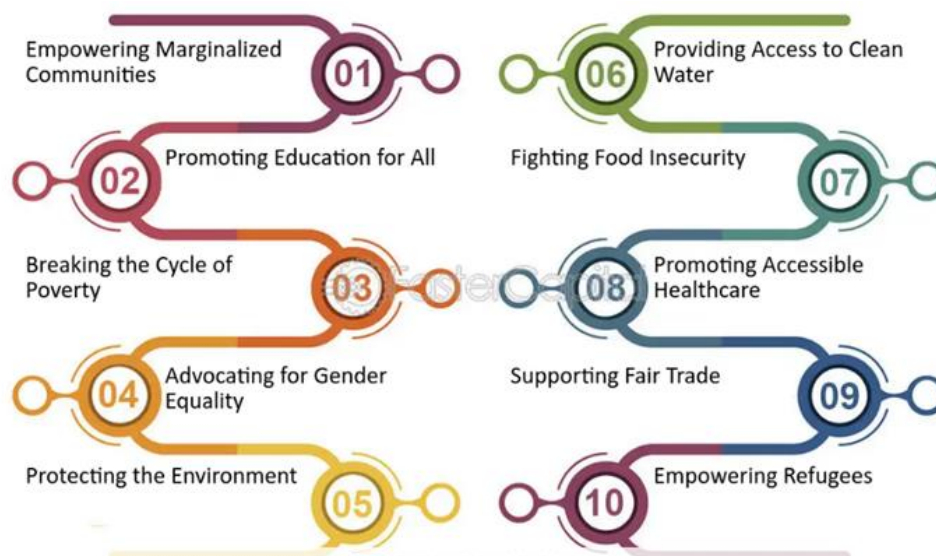 Empowering Marginalized
Communities
01
02
Promoting Education for All
Breaking the Cycle of
Poverty
03
04
Advocating for Gender
Equality
Protecting the Environment
05
06
Providing Access to Clean
Water
Fighting Food Insecurity
07
08
Promoting Accessible
Healthcare
FasterCapital
Supporting Fair Trade
09
10
Empowering Refugees